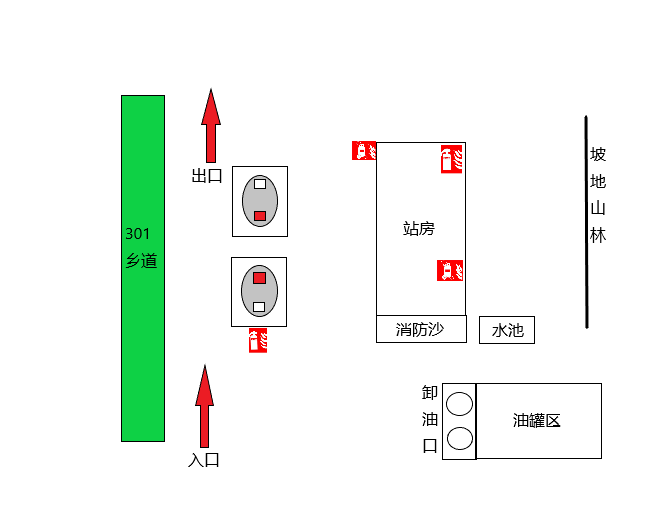 出口
301
乡道
入口
站房
消防沙
水池
坡
地
山
林
卸
油
口
油罐区